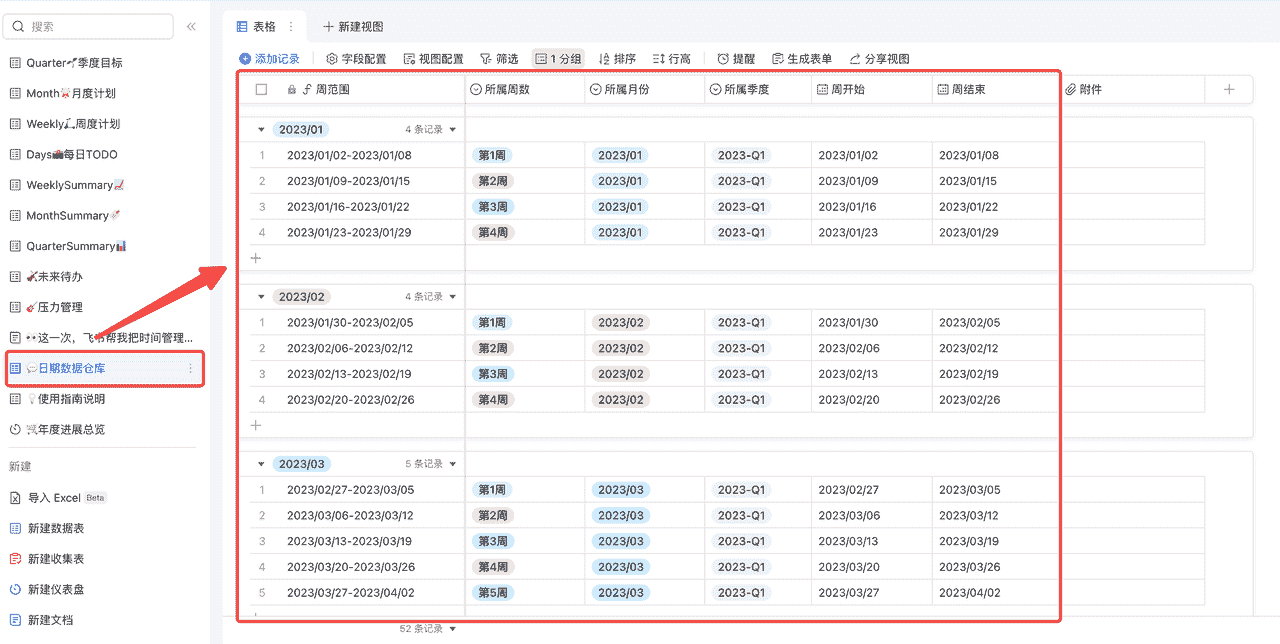 搜索
Quarter🚀季度目标
Month月度计划
Weekly周度计划
Days每日TODO
WeeklySummary📈
MonthSummary
QuarterSummary📊
未来待办
🎸压力管理
👀这一次，飞书帮我把时间管理...
💬日期数据仓库
💡使用指南说明
年度进展总览
新建
导入 Excel Beta
新建数据表
新建收集表
新建仪表盘
新建文档
表格 新建视图
添加记录 字段配置 视图配置 筛选 1 分组 排序 行高 提醒 生成表单 分享视图
周范围 所属周数 所属月份 所属季度 周开始 周结束 附件
2023/01 4 条记录
1 2023/01/02-2023/01/08 第1周 2023/01 2023-Q1 2023/01/02 2023/01/08
2 2023/01/09-2023/01/15 第2周 2023/01 2023-Q1 2023/01/09 2023/01/15
3 2023/01/16-2023/01/22 第3周 2023/01 2023-Q1 2023/01/16 2023/01/22
4 2023/01/23-2023/01/29 第4周 2023/01 2023-Q1 2023/01/23 2023/01/29
2023/02 4 条记录
1 2023/01/30-2023/02/05 第1周 2023/02 2023-Q1 2023/01/30 2023/02/05
2 2023/02/06-2023/02/12 第2周 2023/02 2023-Q1 2023/02/06 2023/02/12
3 2023/02/13-2023/02/19 第3周 2023/02 2023-Q1 2023/02/13 2023/02/19
4 2023/02/20-2023/02/26 第4周 2023/02 2023-Q1 2023/02/20 2023/02/26
2023/03 5 条记录
1 2023/02/27-2023/03/05 第1周 2023/03 2023-Q1 2023/02/27 2023/03/05
2 2023/03/06-2023/03/12 第2周 2023/03 2023-Q1 2023/03/06 2023/03/12
3 2023/03/13-2023/03/19 第3周 2023/03 2023-Q1 2023/03/13 2023/03/19
4 2023/03/20-2023/03/26 第4周 2023/03 2023-Q1 2023/03/20 2023/03/26
5 2023/03/27-2023/04/02 第5周 2023/03 2023-Q1 2023/03/27 2023/04/02
52 条记录